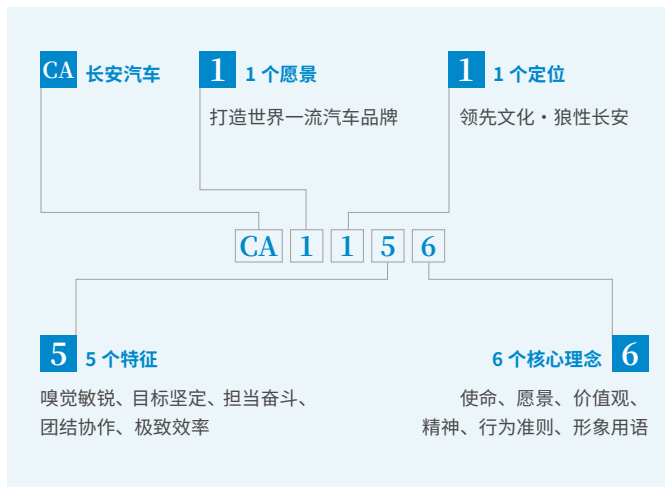 CA 长安汽车
1 1个愿景
打造世界一流汽车品牌
1 1个定位
领先文化·狼性长安
CA 1 1 5 6
5 5个特征
嗅觉敏锐、目标坚定、担当奋斗、
团结协作、极致效率
6个核心理念 6
使命、愿景、价值观、
精神、行为准则、形象用语